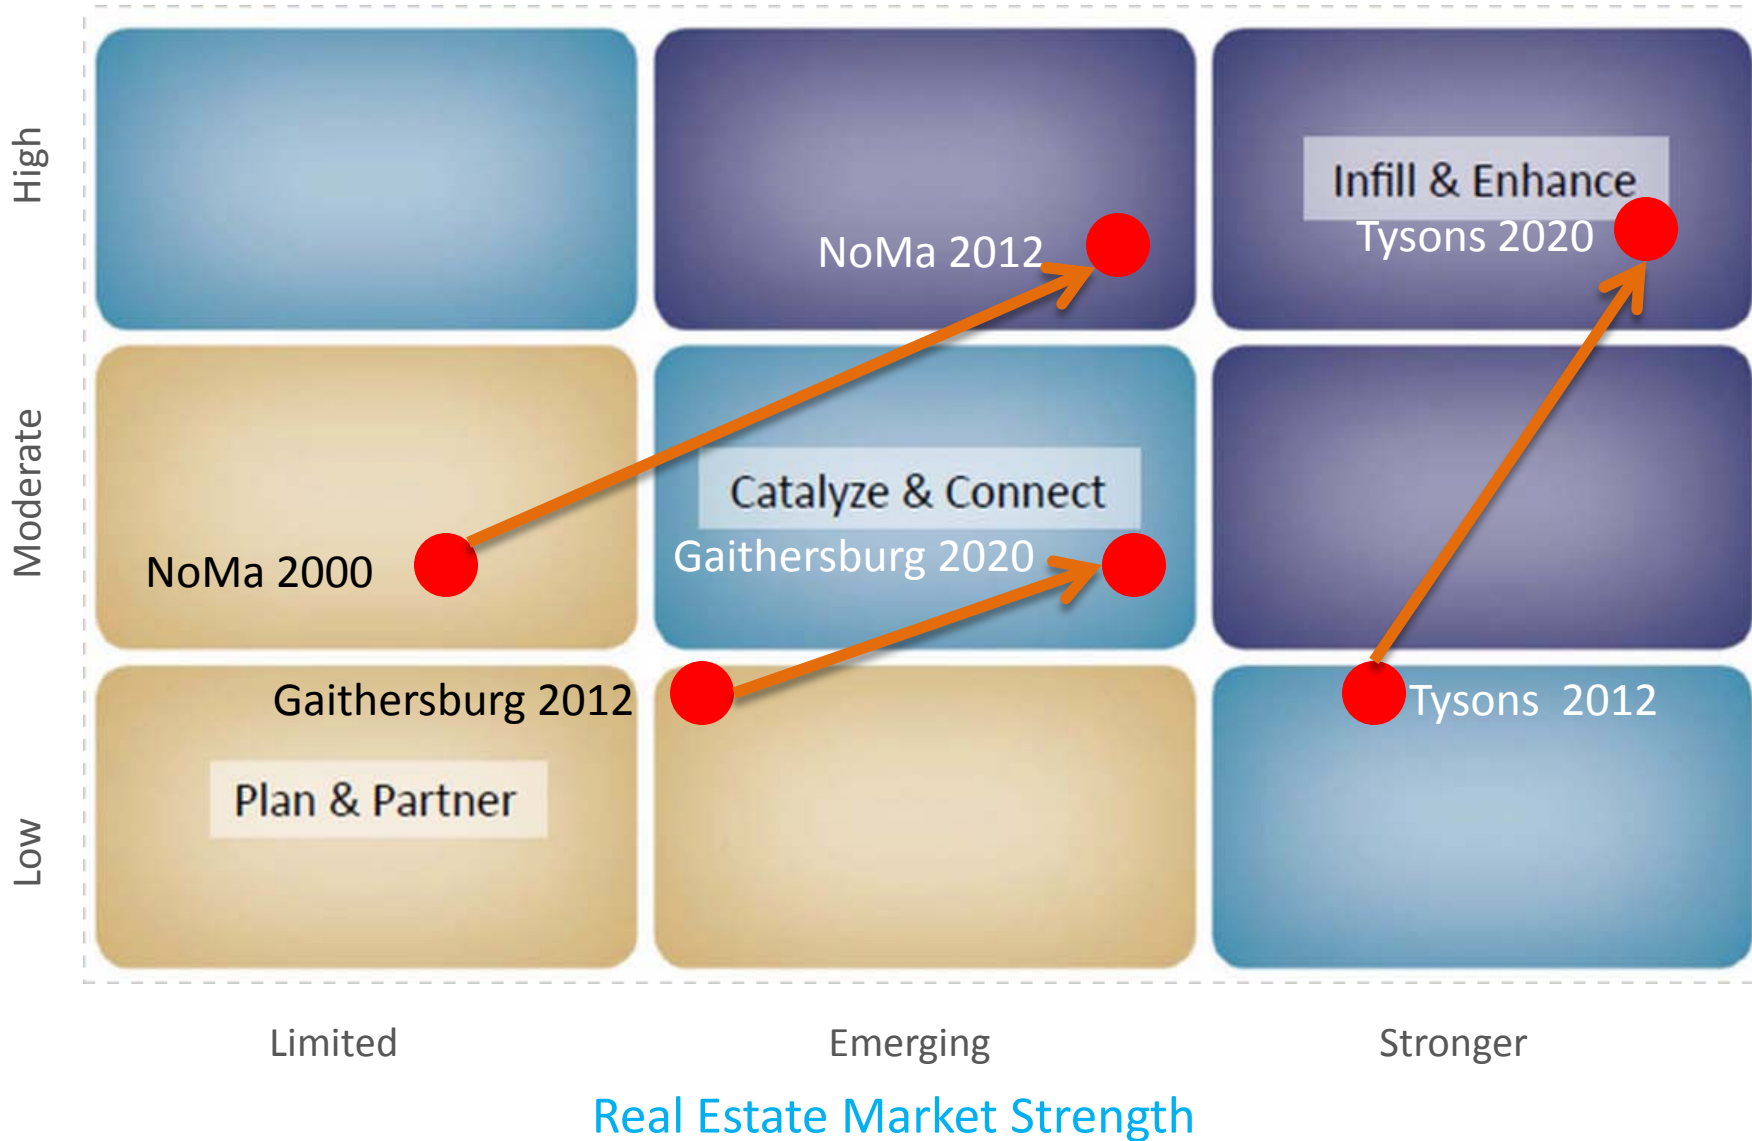 High
Infill & Enhance
NoMa 2012
Tysons 2020
Moderate
Catalyze & Connect
NoMa 2000
Gaithersburg 2020
Gaithersburg 2012
Tysons 2012
Low
Plan & Partner
Limited
Emerging
Stronger
Real Estate Market Strength